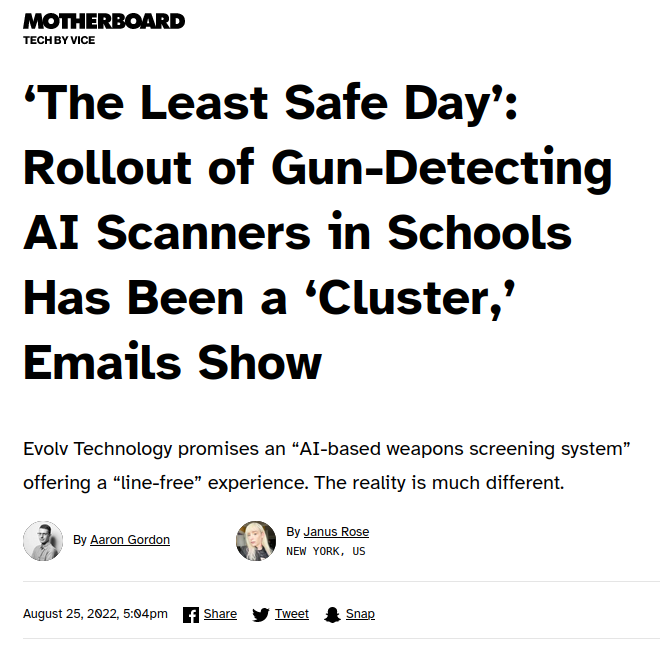 MOTHERBOARD
TECH BY VICE
‘The Least Safe Day’:
Rollout of Gun-Detecting
AI Scanners in Schools
Has Been a ‘Cluster,’
Emails Show
Evolv Technology promises an “AI-based weapons screening system”
offering a “line-free” experience. The reality is much different.
By Aaron Gordon
By Janus Rose
NEW YORK, US
August 25, 2022, 5:04pm Share Tweet Snap